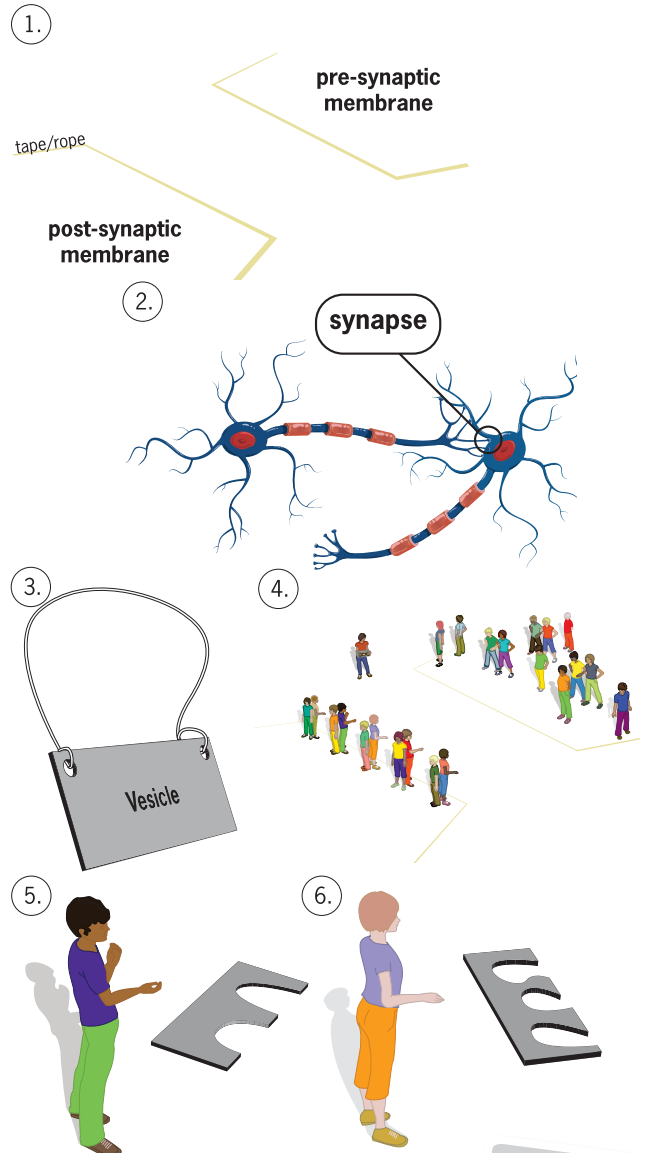 1.
pre-synaptic
membrane
tape/rope
post-synaptic
membrane
2.
synapse
3.
4.
Vesicle
5.
6.